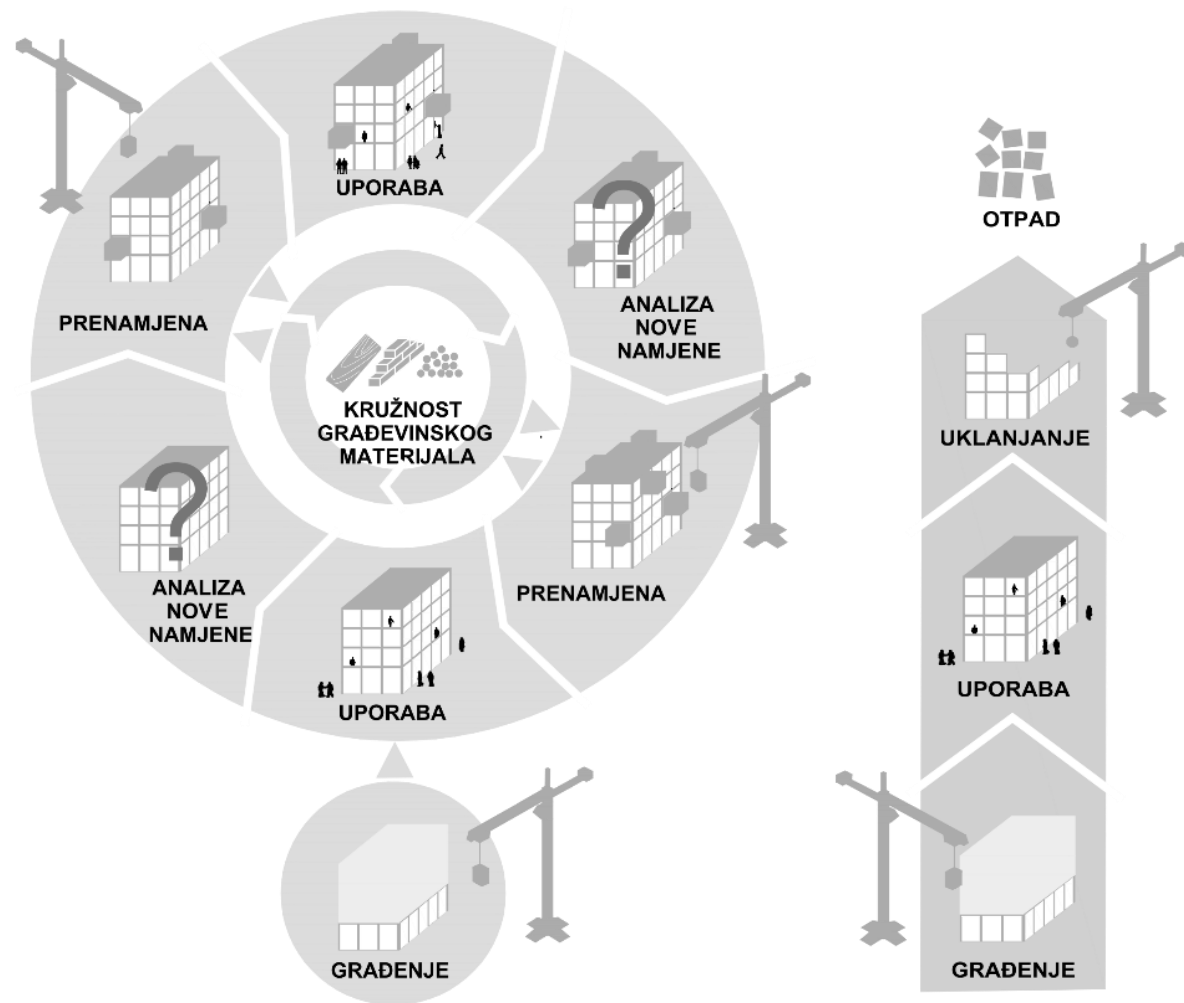 UPORABA
PRENAMJENA
ANALIZA
NOVE
NAMJENE
KRUŽNOST
GRAĐEVINSKOG
MATERIJALA
ANALIZA
NOVE
NAMJENE
PRENAMJENA
UPORABA
GRAĐENJE
OTPAD
UKLANJANJE
UPORABA
GRAĐENJE